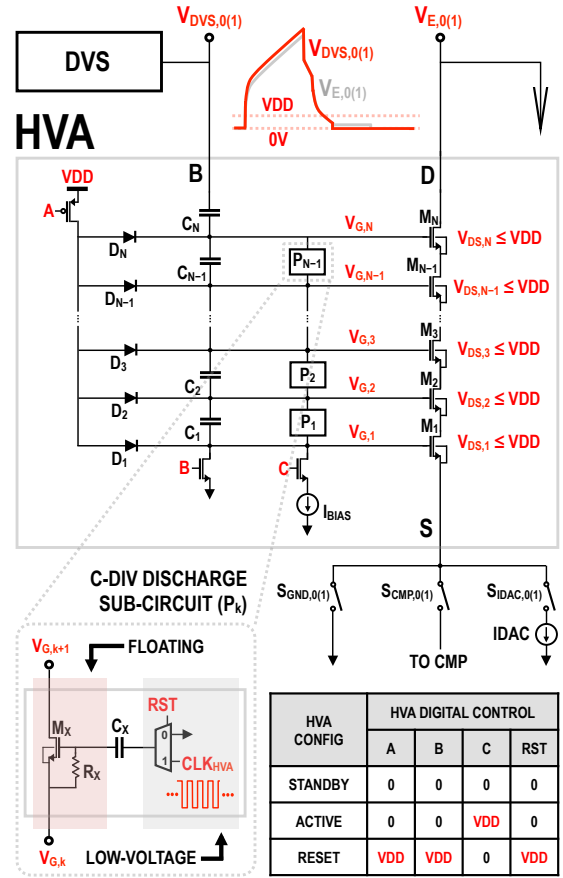 V_DVS,0(1)
V_E,0(1)
DVS
V_DVS,0(1)
V_E,0(1)
VDD
0V
HVA
VDD
B
D
A
C_N
V_G,N
M_N
V_DS,N ≤ VDD
D_N
C_N−1
P_N−1
V_G,N−1
M_N−1
V_DS,N−1 ≤ VDD
D_N−1
V_G,3
M_3
V_DS,3 ≤ VDD
D_3
C_2
P_2
V_G,2
M_2
V_DS,2 ≤ VDD
D_2
C_1
P_1
V_G,1
M_1
V_DS,1 ≤ VDD
D_1
B
C
I_BIAS
S
C-DIV DISCHARGE
SUB-CIRCUIT (P_k)
S_GND,0(1)
S_CMP,0(1)
S_IDAC,0(1)
IDAC
TO CMP
V_G,k+1
FLOATING
M_X
C_X
RST
0
1
CLK_HVA
R_X
V_G,k
LOW-VOLTAGE
HVA CONFIG
HVA DIGITAL CONTROL
A B C RST
STANDBY 0 0 0 0
ACTIVE 0 0 VDD 0
RESET VDD VDD 0 VDD